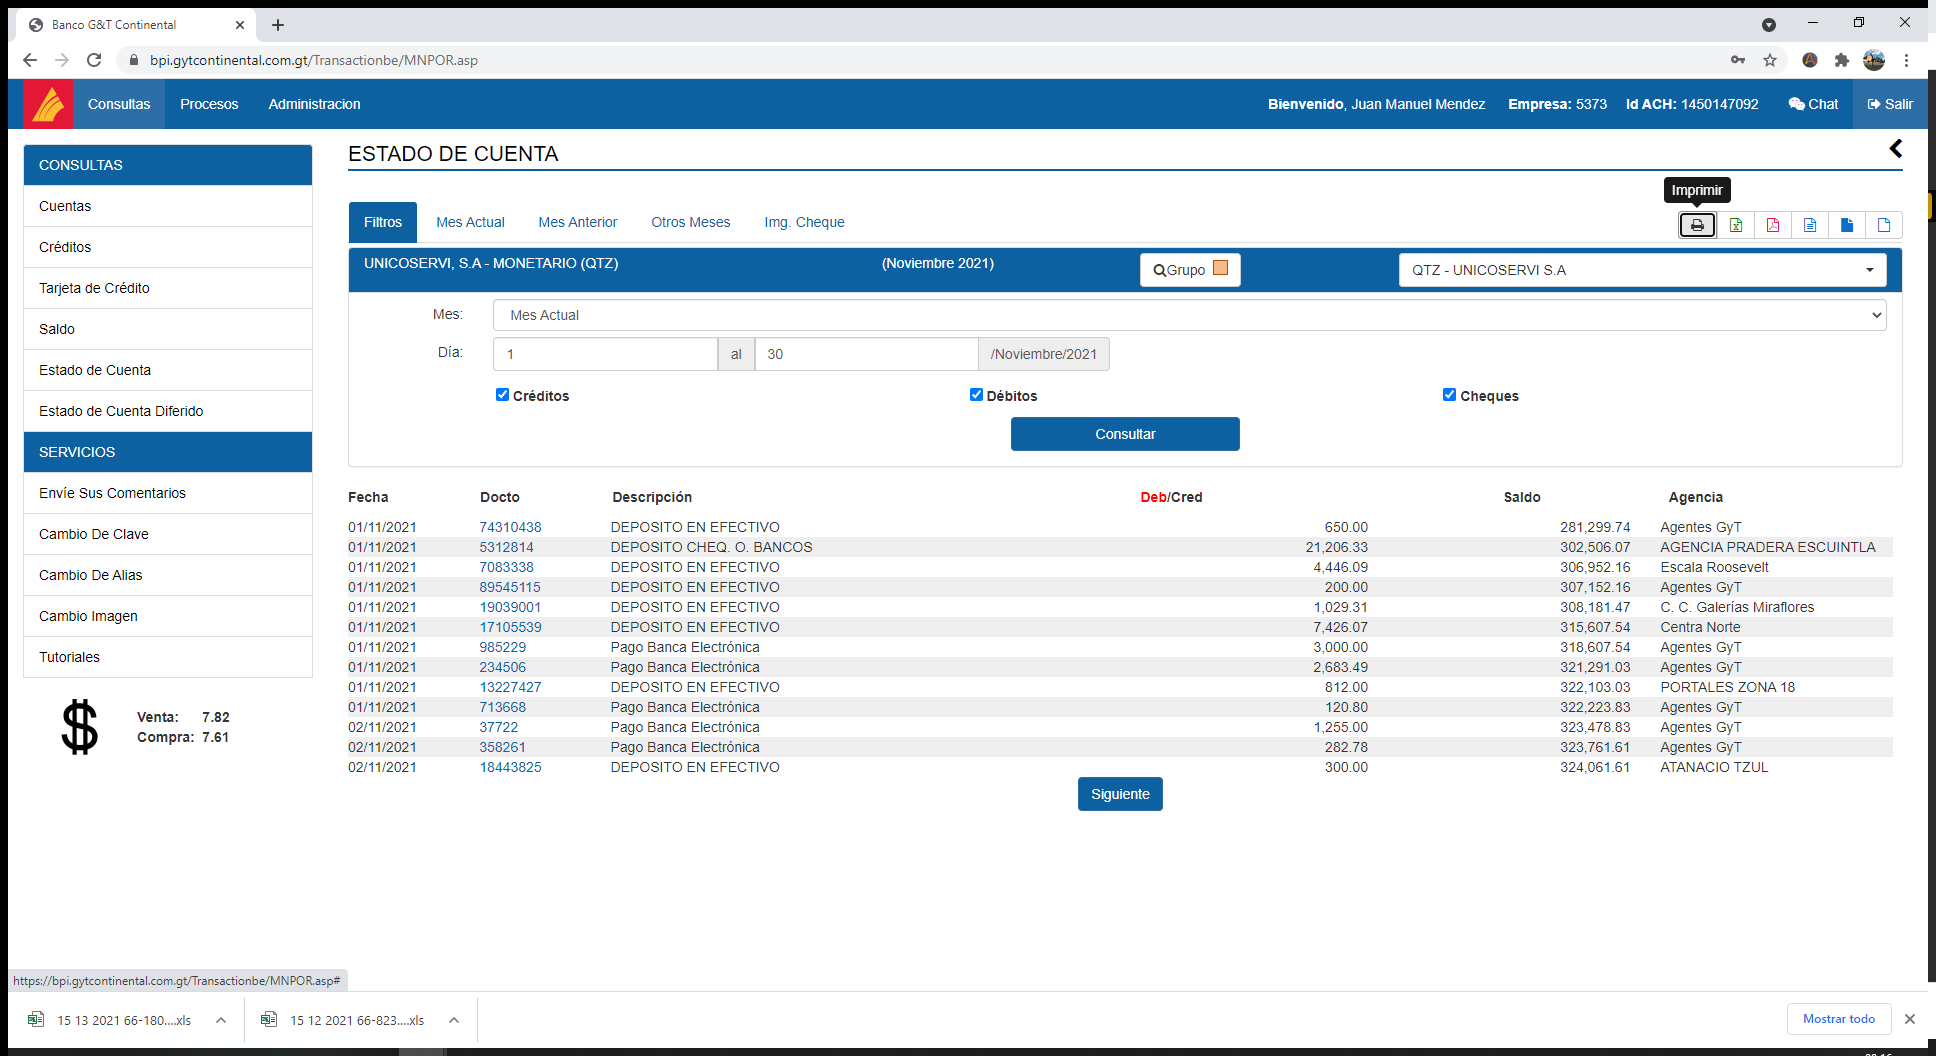 Banco G&T Continental
bpi.gytcontinental.com.gt/Transactionbe/MNPOR.asp
Consultas Procesos Administracion Bienvenido, Juan Manuel Mendez Empresa: 5373 Id ACH: 1450147092 Chat Salir
CONSULTAS
Cuentas
Créditos
Tarjeta de Crédito
Saldo
Estado de Cuenta
Estado de Cuenta Diferido
SERVICIOS
Envíe Sus Comentarios
Cambio De Clave
Cambio De Alias
Cambio Imagen
Tutoriales
Venta: 7.82
Compra: 7.61
ESTADO DE CUENTA
Imprimir
Filtros Mes Actual Mes Anterior Otros Meses Img. Cheque
UNICOSERVI, S.A - MONETARIO (QTZ) (Noviembre 2021) Grupo QTZ - UNICOSERVI S.A
Mes: Mes Actual
Día: 1 al 30 /Noviembre/2021
Créditos Débitos Cheques
Consultar
Fecha Docto Descripción Deb/Cred Saldo Agencia
01/11/2021 74310438 DEPOSITO EN EFECTIVO 650.00 281,299.74 Agentes GyT
01/11/2021 5312814 DEPOSITO CHEQ. O. BANCOS 21,206.33 302,506.07 AGENCIA PRADERA ESCUINTLA
01/11/2021 7083338 DEPOSITO EN EFECTIVO 4,446.09 306,952.16 Escala Roosevelt
01/11/2021 89545115 DEPOSITO EN EFECTIVO 200.00 307,152.16 Agentes GyT
01/11/2021 19039001 DEPOSITO EN EFECTIVO 1,029.31 308,181.47 C. C. Galerías Miraflores
01/11/2021 17105539 DEPOSITO EN EFECTIVO 7,426.07 315,607.54 Centra Norte
01/11/2021 985229 Pago Banca Electrónica 3,000.00 318,607.54 Agentes GyT
01/11/2021 234506 Pago Banca Electrónica 2,683.49 321,291.03 Agentes GyT
01/11/2021 13227427 DEPOSITO EN EFECTIVO 812.00 322,103.03 PORTALES ZONA 18
01/11/2021 713668 Pago Banca Electrónica 120.80 322,223.83 Agentes GyT
02/11/2021 37722 Pago Banca Electrónica 1,255.00 323,478.83 Agentes GyT
02/11/2021 358261 Pago Banca Electrónica 282.78 323,761.61 Agentes GyT
02/11/2021 18443825 DEPOSITO EN EFECTIVO 300.00 324,061.61 ATANACIO TZUL
Siguiente
https://bpi.gytcontinental.com.gt/Transactionbe/MNPOR.asp#
15 13 2021 66-180....xls 15 12 2021 66-823....xls Mostrar todo